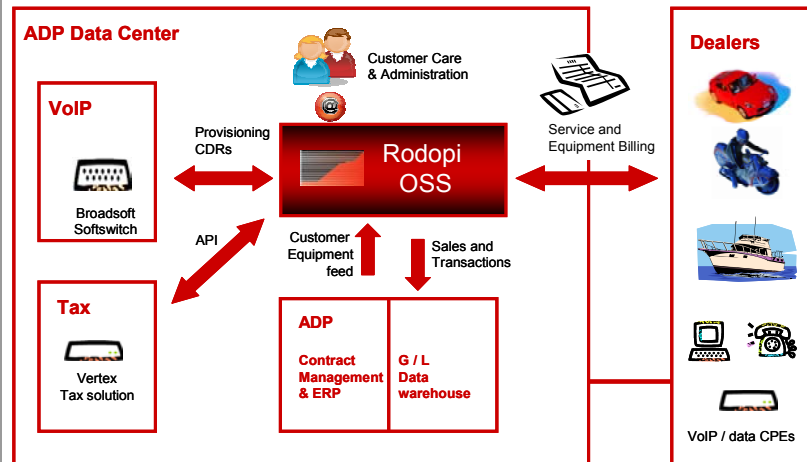 ADP Data Center
Customer Care
& Administration
Dealers
VoIP
Provisioning
CDRs
@
Rodopi
OSS
Service and
Equipment Billing
Broadsoft
Softswitch
API
Customer
Equipment
feed
Sales and
Transactions
Tax
Vertex
Tax solution
ADP
Contract
Management
& ERP
G / L
Data
warehouse
VoIP / data CPEs